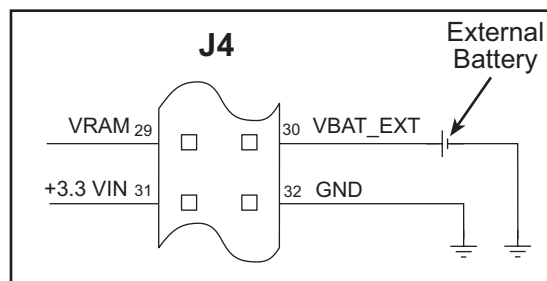 J4
External
Battery
VRAM 29
30 VBAT_EXT
+3.3 VIN 31
32 GND